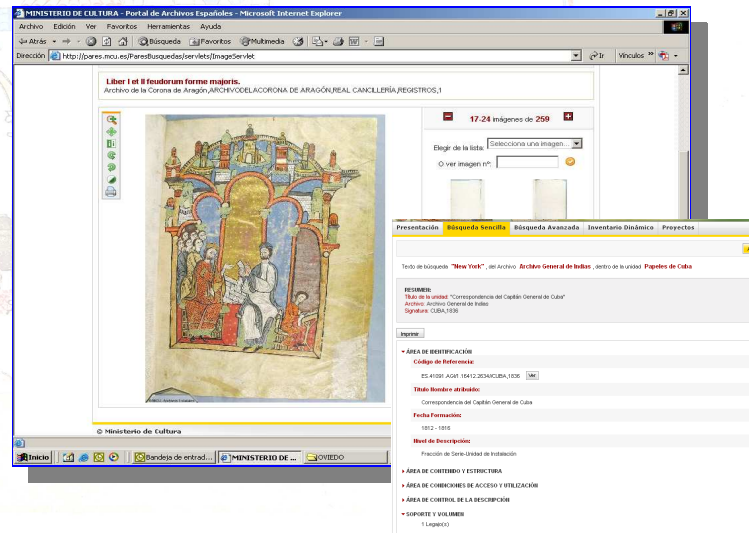 MINISTERIO DE CULTURA - Portal de Archivos Españoles - Microsoft Internet Explorer
Archivo Edición Ver Favoritos Herramientas Ayuda
Atrás Búsqueda Favoritos Multimedia
Dirección http://pares.mcu.es/ParesBusquedas/servlets/ImageServlet Ir Vínculos »
Liber I et II feudorum forme majoris.
Archivo de la Corona de Aragón,ARCHIVODELACORONA DE ARAGÓN,REAL CANCILLERÍA,REGISTROS,1
17-24 imágenes de 259
Elegir de la lista: Selecciona una imagen...
O ver imagen nº:
© Ministerio de Cultura
Inicio Bandeja de entrad... MINISTERIO DE ... OVIEDO
Presentación Búsqueda Sencilla Búsqueda Avanzada Inventario Dinámico Proyectos
Texto de búsqueda "New York" , del Archivo Archivo General de Indias , dentro de la unidad Papeles de Cuba
RESUMEN:
Título de la unidad: "Correspondencia del Capitán General de Cuba"
Archivo: Archivo General de Indias
Signatura: CUBA,1836
Imprimir
ÁREA DE IDENTIFICACIÓN
Código de Referencia:
ES.41091.AGI/1.16412.2634//CUBA,1836 Ver
Título Nombre atribuido:
Correspondencia del Capitán General de Cuba
Fecha Formación:
1812 - 1816
Nivel de Descripción:
Fracción de Serie-Unidad de Instalación
ÁREA DE CONTENIDO Y ESTRUCTURA
ÁREA DE CONDICIONES DE ACCESO Y UTILIZACIÓN
ÁREA DE CONTROL DE LA DESCRIPCIÓN
SOPORTE Y VOLUMEN
1 Legajo(s)